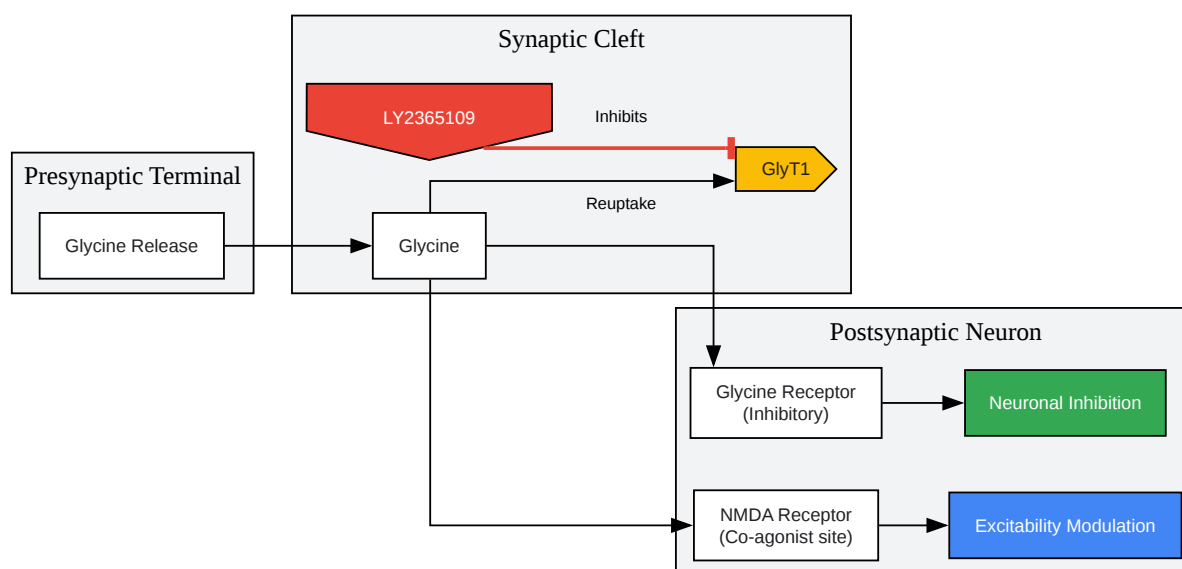 Synaptic Cleft
LY2365109
Inhibits
GlyT1
Presynaptic Terminal
Reuptake
Glycine Release
Glycine
Postsynaptic Neuron
Glycine Receptor
(Inhibitory)
Neuronal Inhibition
NMDA Receptor
(Co-agonist site)
Excitability Modulation